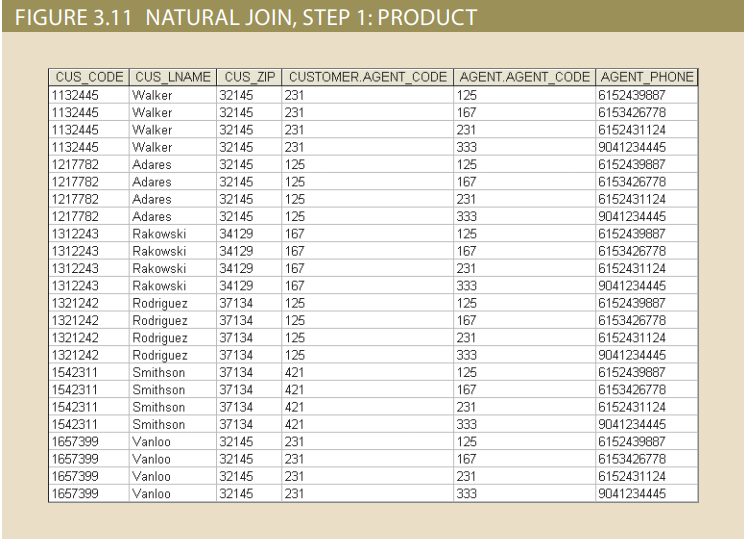 FIGURE 3.11 NATURAL JOIN, STEP 1: PRODUCT
CUS_CODE CUS_LNAME CUS_ZIP CUSTOMER.AGENT_CODE AGENT.AGENT_CODE AGENT_PHONE
1132445 Walker 32145 231 125 6152439887
1132445 Walker 32145 231 167 6153426778
1132445 Walker 32145 231 231 6152431124
1132445 Walker 32145 231 333 9041234445
1217782 Adares 32145 125 125 6152439887
1217782 Adares 32145 125 167 6153426778
1217782 Adares 32145 125 231 6152431124
1217782 Adares 32145 125 333 9041234445
1312243 Rakowski 34129 167 125 6152439887
1312243 Rakowski 34129 167 167 6153426778
1312243 Rakowski 34129 167 231 6152431124
1312243 Rakowski 34129 167 333 9041234445
1321242 Rodriguez 37134 125 125 6152439887
1321242 Rodriguez 37134 125 167 6153426778
1321242 Rodriguez 37134 125 231 6152431124
1321242 Rodriguez 37134 125 333 9041234445
1542311 Smithson 37134 421 125 6152439887
1542311 Smithson 37134 421 167 6153426778
1542311 Smithson 37134 421 231 6152431124
1542311 Smithson 37134 421 333 9041234445
1657399 Vanloo 32145 231 125 6152439887
1657399 Vanloo 32145 231 167 6153426778
1657399 Vanloo 32145 231 231 6152431124
1657399 Vanloo 32145 231 333 9041234445